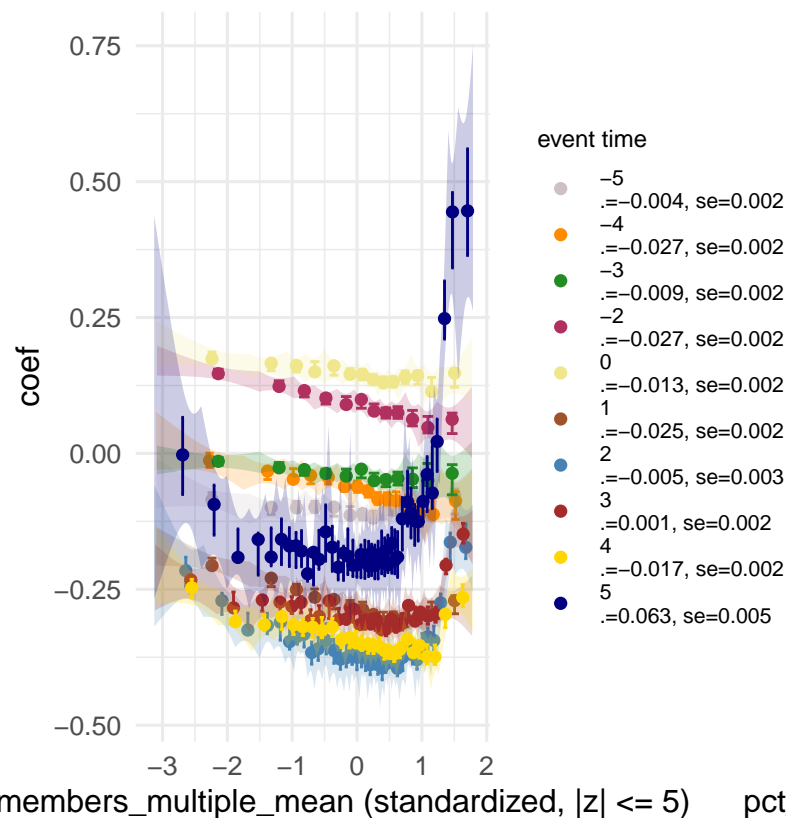 0.75
0.50
0.25
0.00
−0.25
−0.50
coef
−3 −2 −1 0 1 2
members_multiple_mean (standardized, |z| <= 5) pct
event time
−5
.=−0.004, se=0.002
−4
.=−0.027, se=0.002
−3
.=−0.009, se=0.002
−2
.=−0.027, se=0.002
0
.=−0.013, se=0.002
1
.=−0.025, se=0.002
2
.=−0.005, se=0.003
3
.=0.001, se=0.002
4
.=−0.017, se=0.002
5
.=0.063, se=0.005